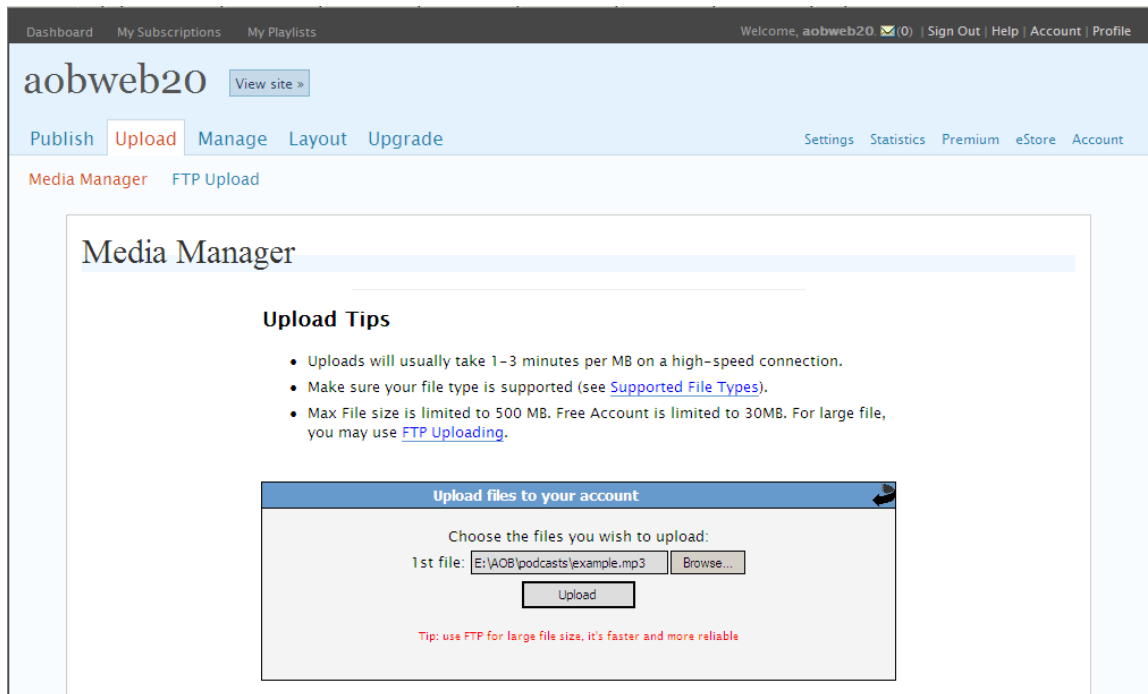 Dashboard My Subscriptions My Playlists Welcome, aobweb20. (0) | Sign Out | Help | Account | Profile
aobweb20 View site »
Publish Upload Manage Layout Upgrade Settings Statistics Premium eStore Account
Media Manager FTP Upload
Media Manager
Upload Tips
• Uploads will usually take 1-3 minutes per MB on a high-speed connection.
• Make sure your file type is supported (see Supported File Types).
• Max File size is limited to 500 MB. Free Account is limited to 30MB. For large file,
you may use FTP Uploading.
Upload files to your account
Choose the files you wish to upload:
1st file: E:\AOB\podcasts\example.mp3 Browse...
Upload
Tip: use FTP for large file size, it's faster and more reliable